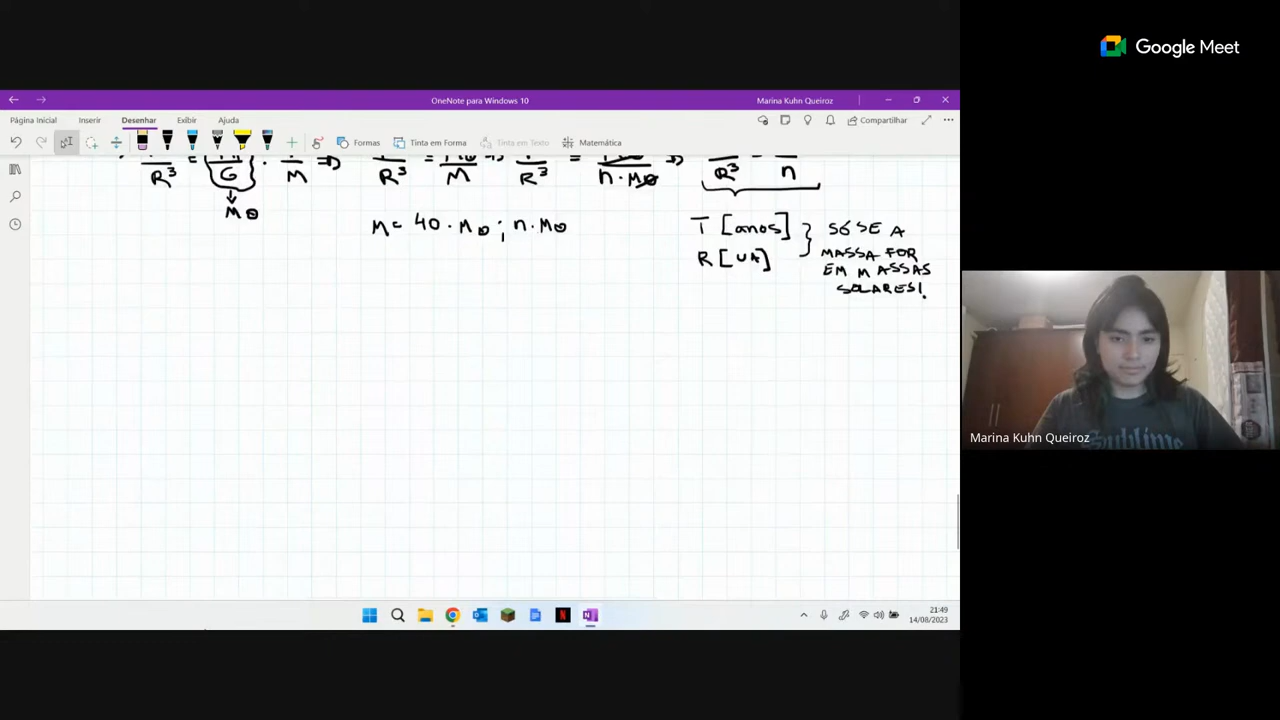 Google Meet
OneNote para Windows 10
Marina Kuhn Queiroz
Página Inicial Inserir Desenhar Exibir Ajuda
Compartilhar
Formas Tinta em Forma Tinta em Texto Matemática
R³ = G · M ⇒ R³ = M ⇒ R³ = n · M⊙ ⇒ R³ = n
M⊙
M = 40 · M⊙ ; n · M⊙
T [anos] } SÓ SE A
R [UA] MASSA FOR
EM MASSAS
SOLARES!
Marina Kuhn Queiroz
21:49
14/08/2023